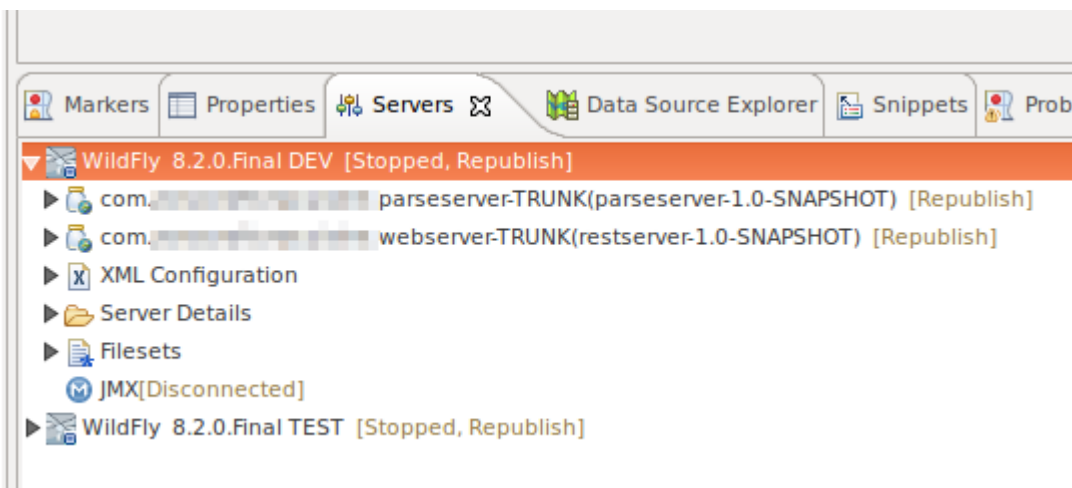 Markers Properties Servers Data Source Explorer Snippets Prob
WildFly 8.2.0.Final DEV [Stopped, Republish]
com. parseserver-TRUNK(parseserver-1.0-SNAPSHOT) [Republish]
com. webserver-TRUNK(restserver-1.0-SNAPSHOT) [Republish]
XML Configuration
Server Details
Filesets
JMX[Disconnected]
WildFly 8.2.0.Final TEST [Stopped, Republish]